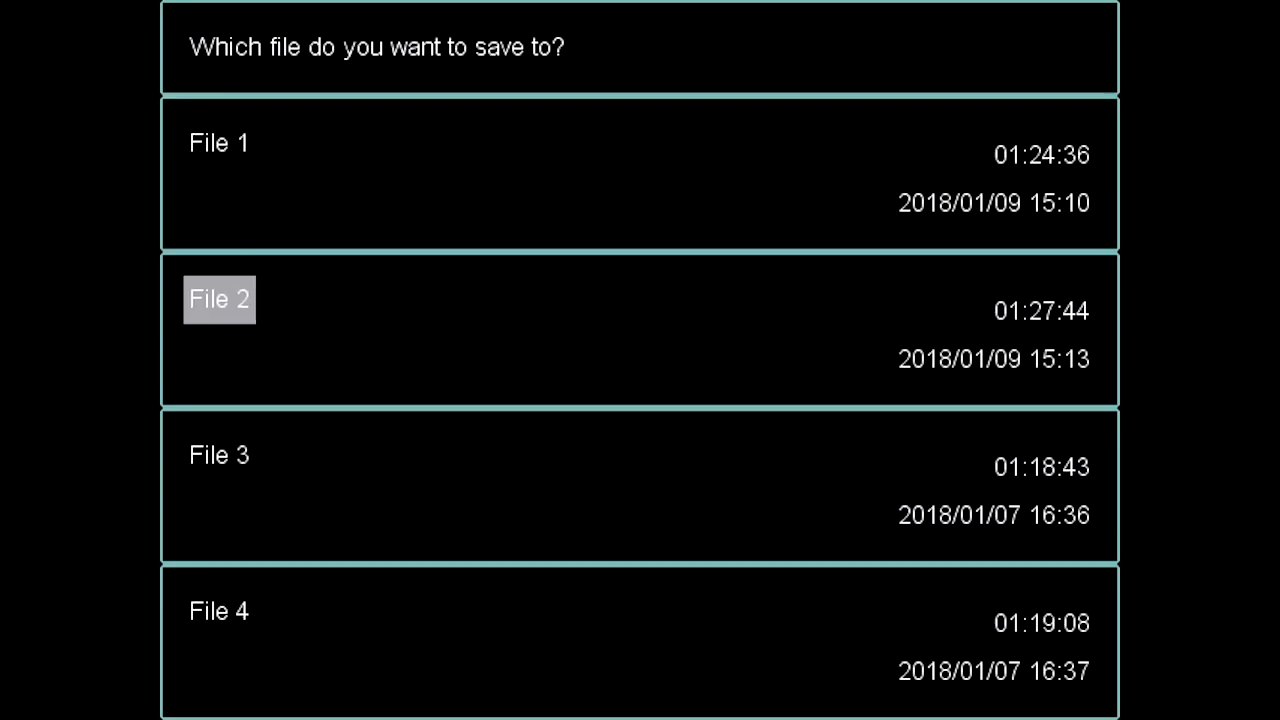 Which file do you want to save to?
File 1
01:24:36
2018/01/09 15:10
File 2
01:27:44
2018/01/09 15:13
File 3
01:18:43
2018/01/07 16:36
File 4
01:19:08
2018/01/07 16:37